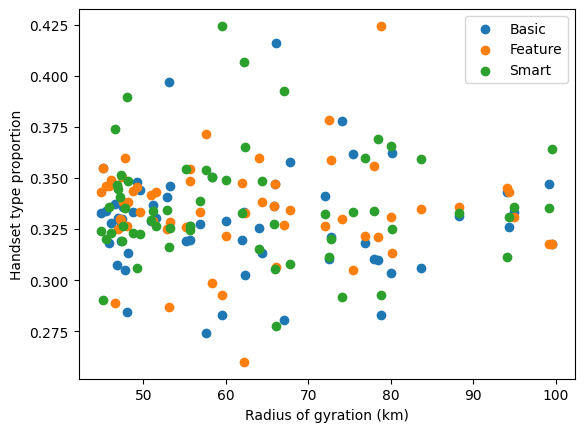 0.425
0.400
0.375
0.350
0.325
0.300
0.275
Handset type proportion
Basic
Feature
Smart
50
60
70
80
90
100
Radius of gyration (km)